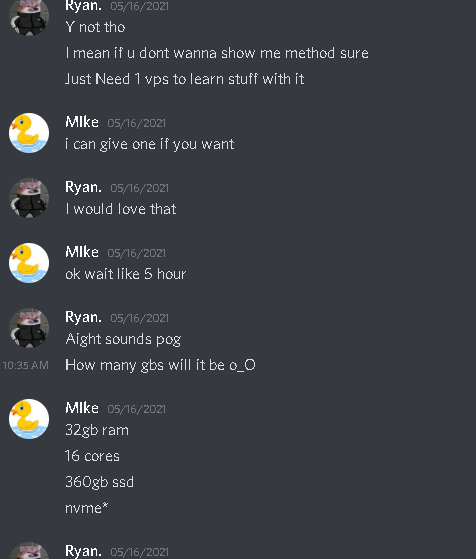 Ryan. 05/16/2021
Y not tho
I mean if u dont wanna show me method sure
Just Need 1 vps to learn stuff with it
MIke 05/16/2021
i can give one if you want
Ryan. 05/16/2021
I would love that
MIke 05/16/2021
ok wait like 5 hour
Ryan. 05/16/2021
Aight sounds pog
10:35 AM How many gbs will it be o_O
MIke 05/16/2021
32gb ram
16 cores
360gb ssd
nvme*
Ryan. 05/16/2021